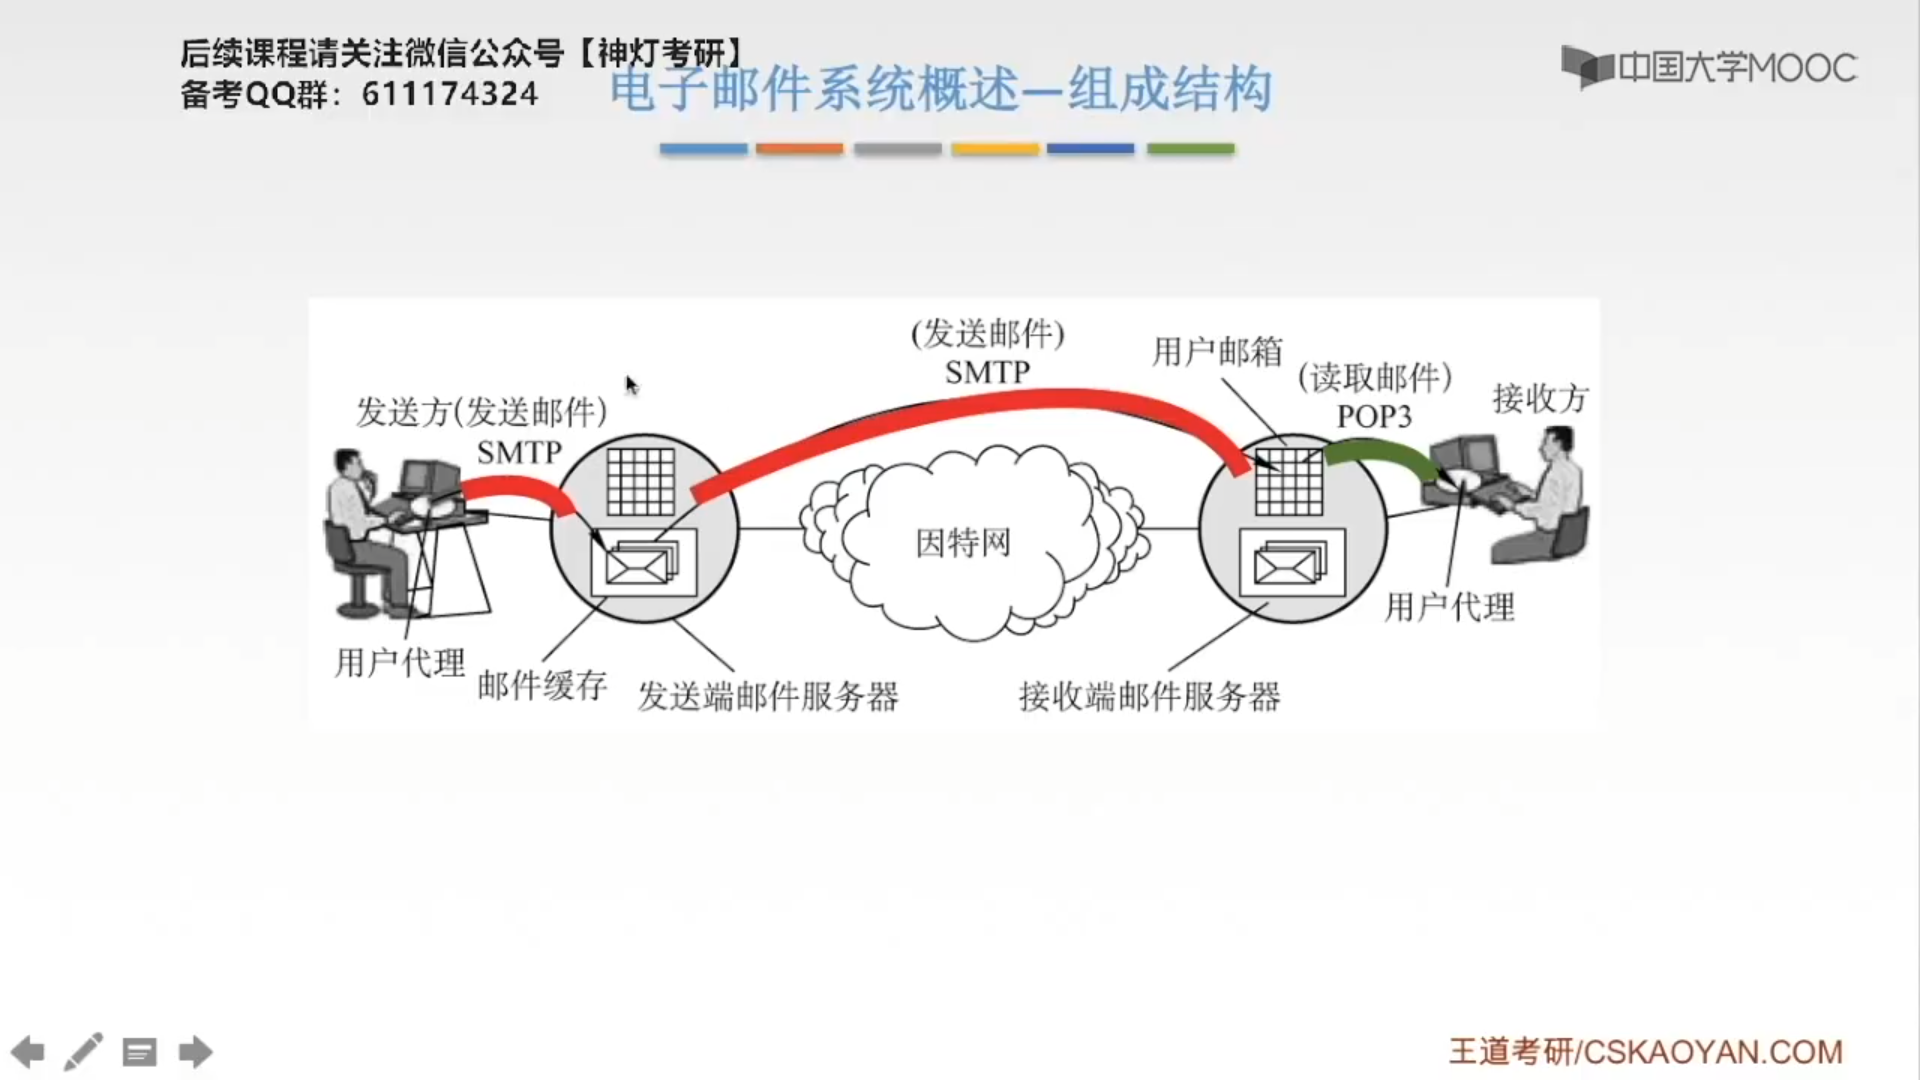 后续课程请关注微信公众号【神灯考研】
备考QQ群：611174324
电子邮件系统概述—组成结构
中国大学MOOC
(发送邮件)
SMTP
用户邮箱
(读取邮件)
POP3
接收方
发送方(发送邮件)
SMTP
因特网
用户代理
用户代理
邮件缓存
发送端邮件服务器
接收端邮件服务器
王道考研/CSKAOYAN.COM